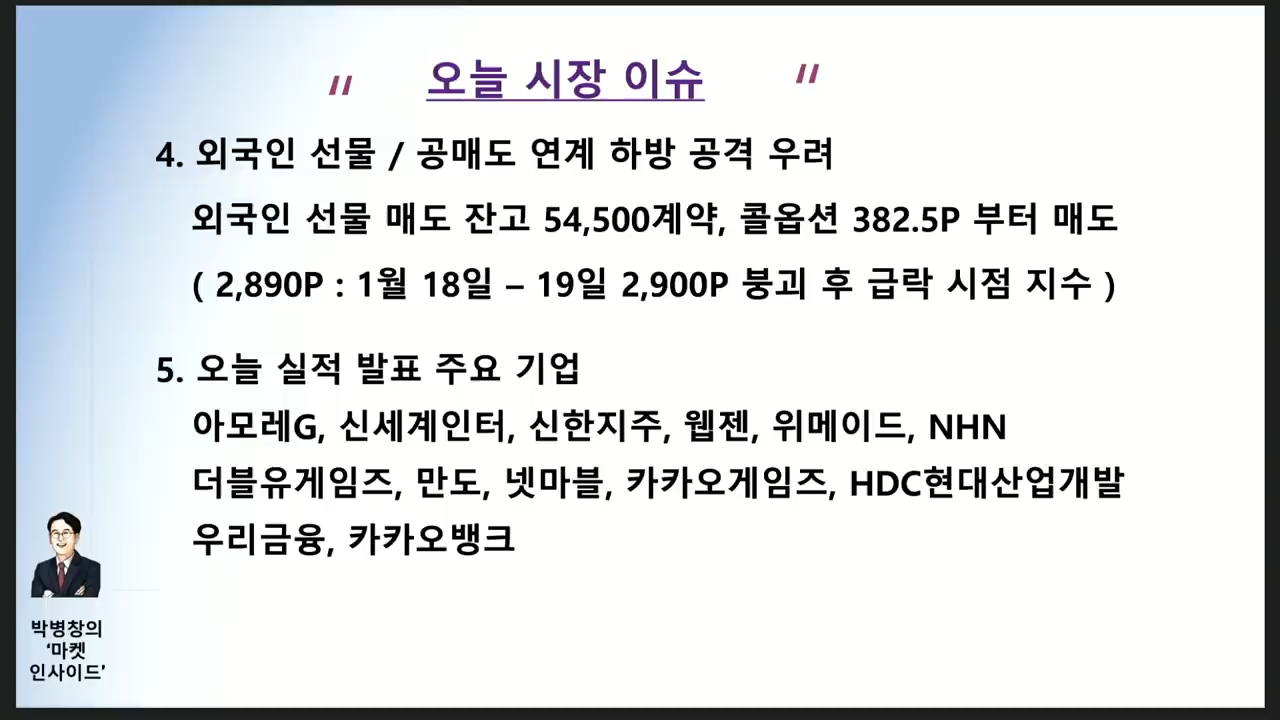 〃 오늘 시장 이슈 〃
4. 외국인 선물 / 공매도 연계 하방 공격 우려
외국인 선물 매도 잔고 54,500계약, 콜옵션 382.5P 부터 매도
( 2,890P : 1월 18일 – 19일 2,900P 붕괴 후 급락 시점 지수 )
5. 오늘 실적 발표 주요 기업
아모레G, 신세계인터, 신한지주, 웹젠, 위메이드, NHN
더블유게임즈, 만도, 넷마블, 카카오게임즈, HDC현대산업개발
우리금융, 카카오뱅크
박병창의
‘마켓
인사이드’